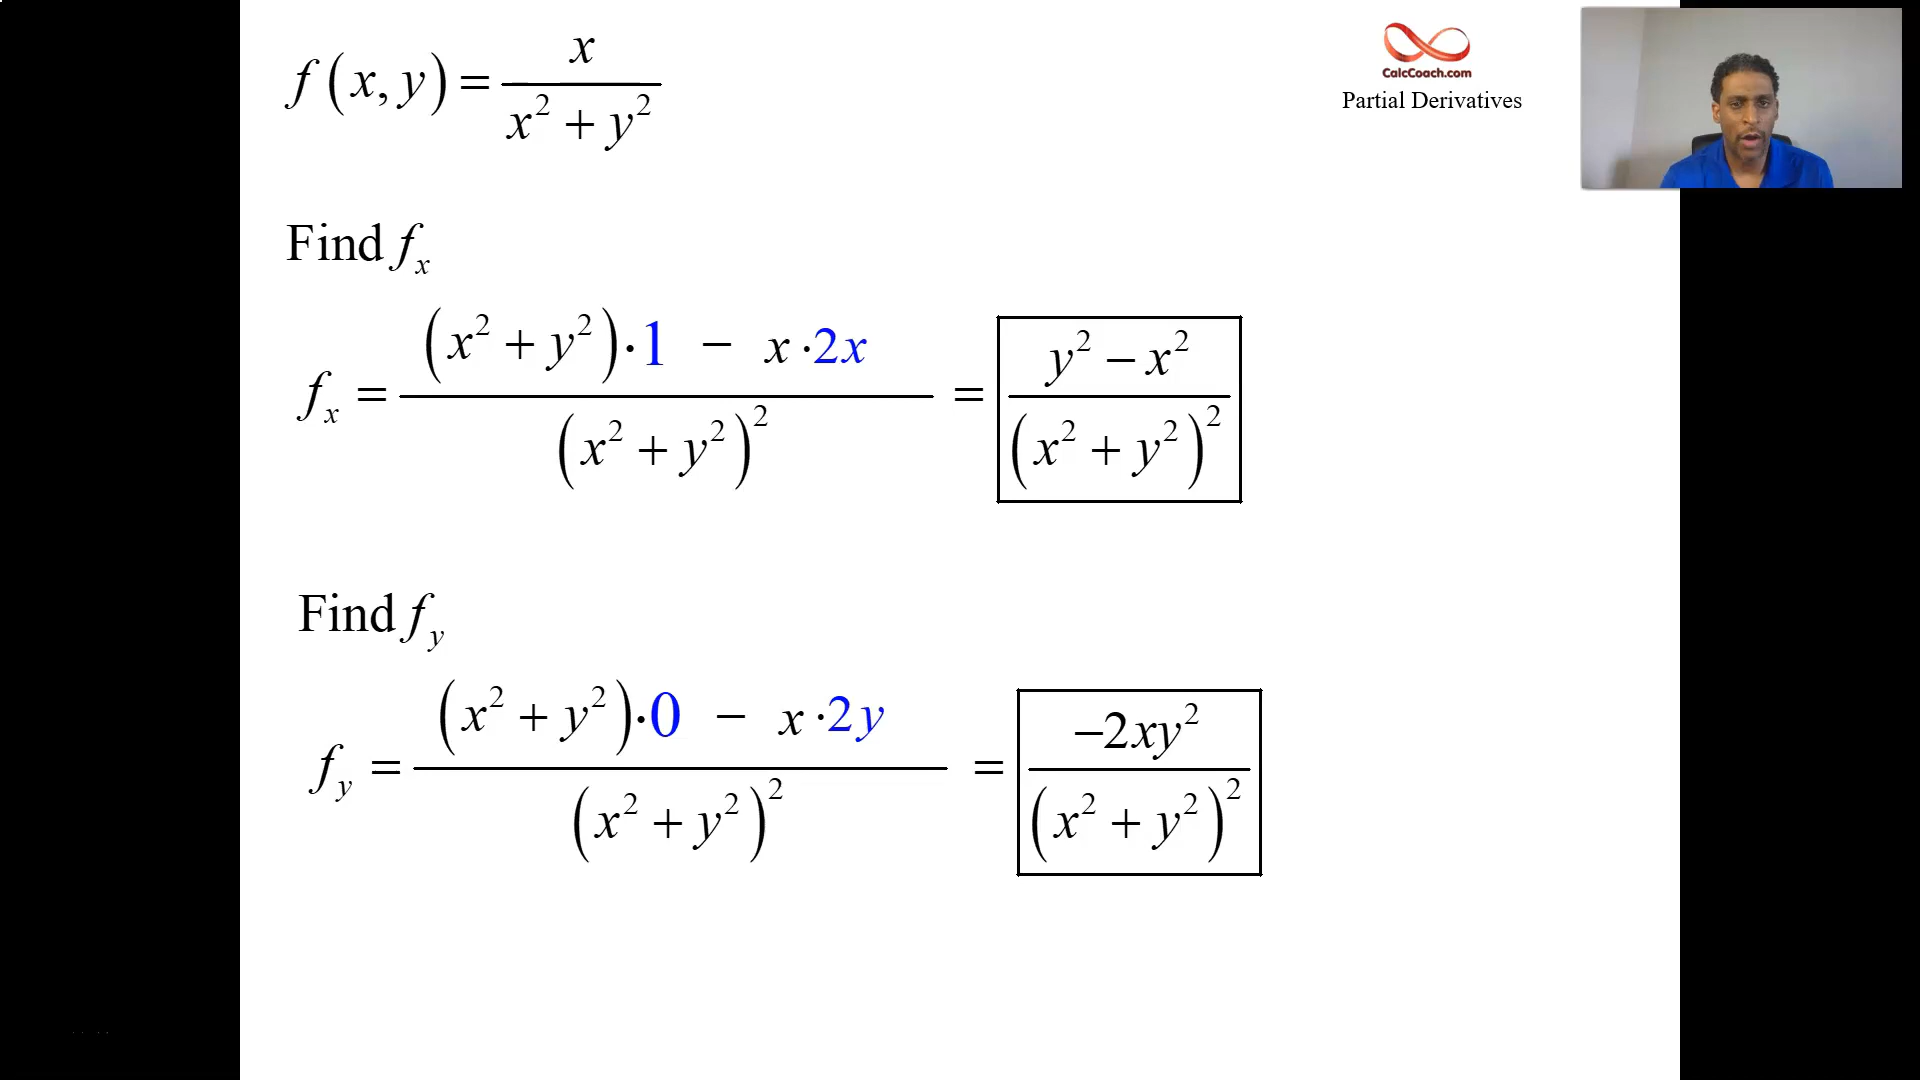 f(x, y) = x / (x² + y²)
CalcCoach.com
Partial Derivatives
Find fₓ
fₓ = ((x² + y²)·1 − x·2x) / (x² + y²)² = (y² − x²) / (x² + y²)²
Find f_y
f_y = ((x² + y²)·0 − x·2y) / (x² + y²)² = −2xy² / (x² + y²)²